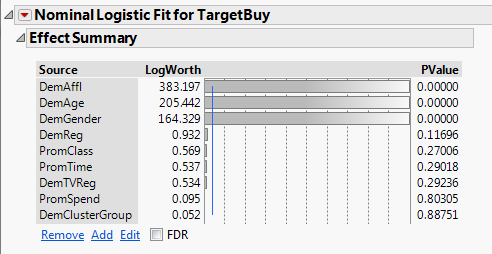 Nominal Logistic Fit for TargetBuy
Effect Summary
Source LogWorth PValue
DemAffl 383.197 0.00000
DemAge 205.442 0.00000
DemGender 164.329 0.00000
DemReg 0.932 0.11696
PromClass 0.569 0.27006
PromTime 0.537 0.29018
DemTVReg 0.534 0.29236
PromSpend 0.095 0.80305
DemClusterGroup 0.052 0.88751
Remove Add Edit FDR